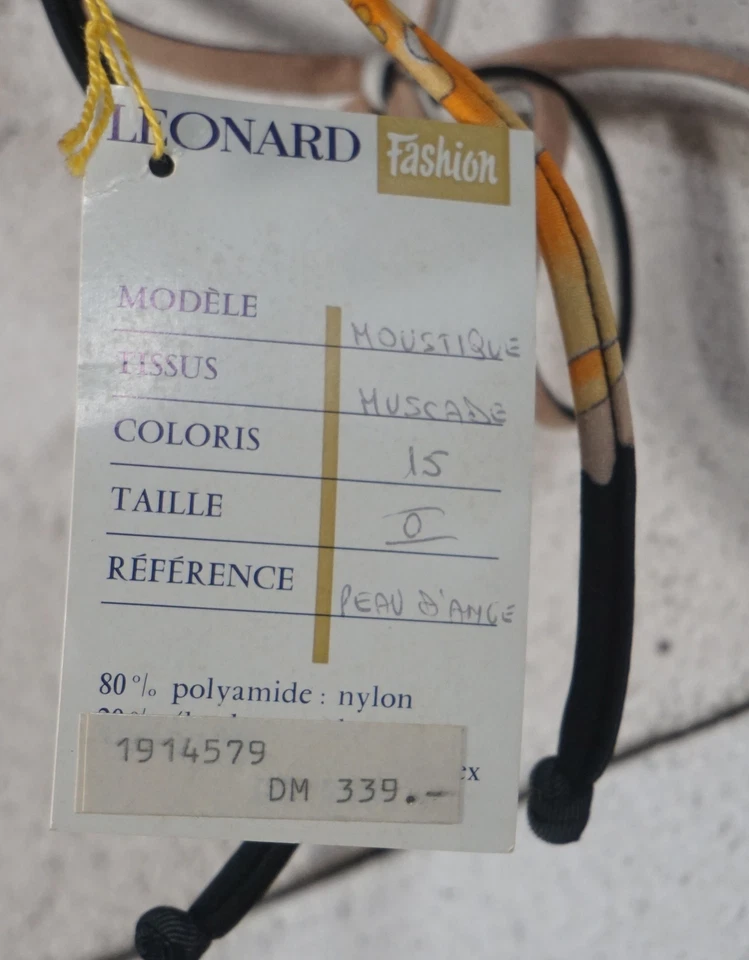 LEONARD Fashion
MODÈLE MOUSTIQUE
TISSUS MUSCADE
COLORIS 15
TAILLE 0
RÉFÉRENCE PEAU D'ANGE
80 % polyamide : nylon
20 %
1914579
DM 339.-